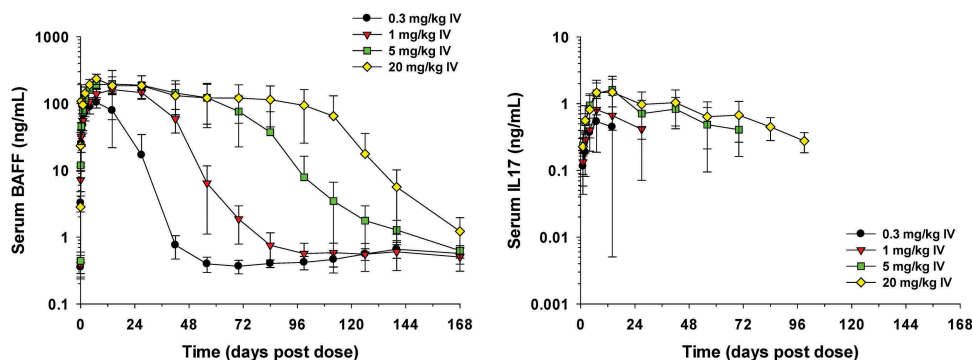 0.3 mg/kg IV
1 mg/kg IV
5 mg/kg IV
20 mg/kg IV
Serum BAFF (ng/mL)
1000
100
10
1
0.1
0 24 48 72 96 120 144 168
Time (days post dose)
Serum IL17 (ng/mL)
10
1
0.1
0.01
0.001
0.3 mg/kg IV
1 mg/kg IV
5 mg/kg IV
20 mg/kg IV
0 24 48 72 96 120 144 168
Time (days post dose)